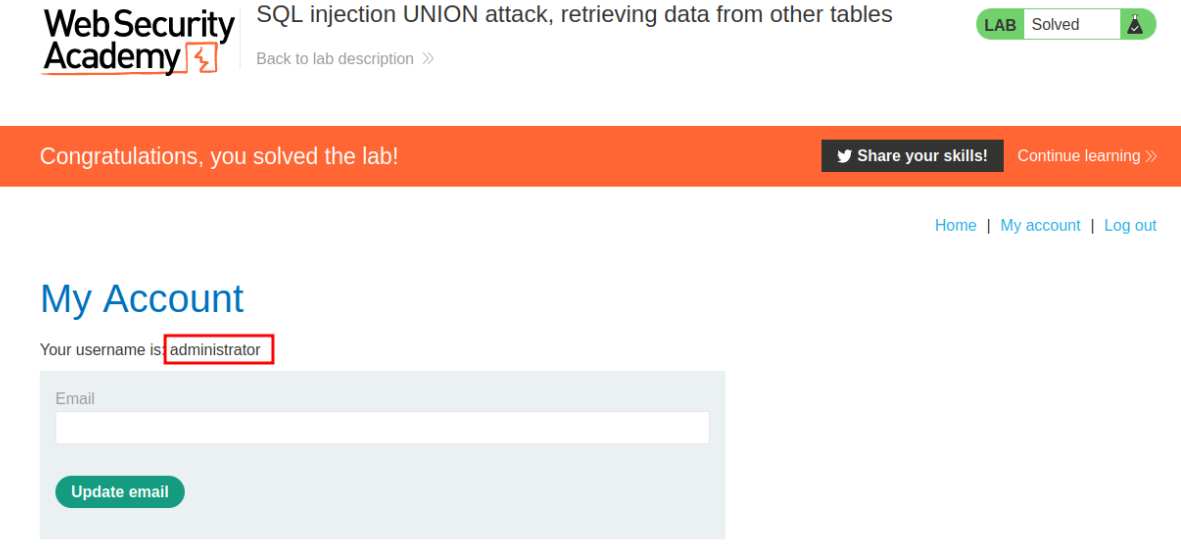 Web Security
Academy
SQL injection UNION attack, retrieving data from other tables
Back to lab description
LAB Solved
Congratulations, you solved the lab!
Share your skills! Continue learning
Home | My account | Log out
My Account
Your username is: administrator
Email
Update email